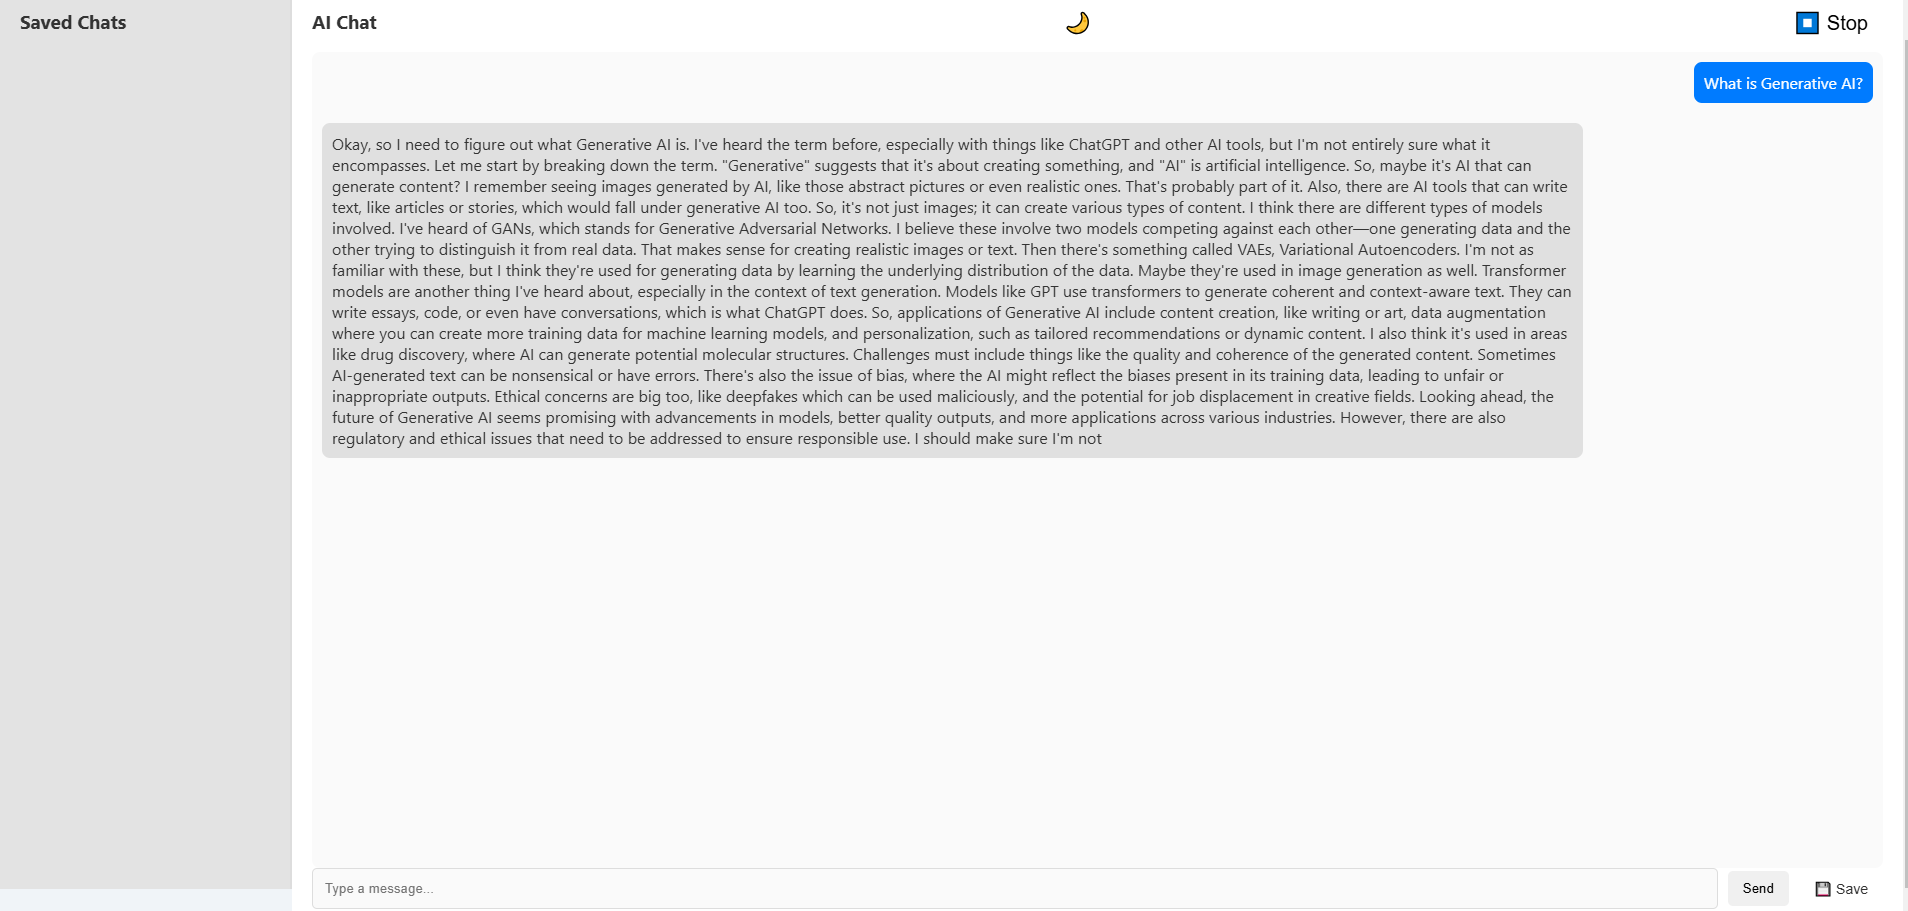 Saved Chats
AI Chat
Stop
What is Generative AI?
Okay, so I need to figure out what Generative AI is. I've heard the term before, especially with things like ChatGPT and other AI tools, but I'm not entirely sure what it
encompasses. Let me start by breaking down the term. "Generative" suggests that it's about creating something, and "AI" is artificial intelligence. So, maybe it's AI that can
generate content? I remember seeing images generated by AI, like those abstract pictures or even realistic ones. That's probably part of it. Also, there are AI tools that can write
text, like articles or stories, which would fall under generative AI too. So, it's not just images; it can create various types of content. I think there are different types of models
involved. I've heard of GANs, which stands for Generative Adversarial Networks. I believe these involve two models competing against each other—one generating data and the
other trying to distinguish it from real data. That makes sense for creating realistic images or text. Then there's something called VAEs, Variational Autoencoders. I'm not as
familiar with these, but I think they're used for generating data by learning the underlying distribution of the data. Maybe they're used in image generation as well. Transformer
models are another thing I've heard about, especially in the context of text generation. Models like GPT use transformers to generate coherent and context-aware text. They can
write essays, code, or even have conversations, which is what ChatGPT does. So, applications of Generative AI include content creation, like writing or art, data augmentation
where you can create more training data for machine learning models, and personalization, such as tailored recommendations or dynamic content. I also think it's used in areas
like drug discovery, where AI can generate potential molecular structures. Challenges must include things like the quality and coherence of the generated content. Sometimes
AI-generated text can be nonsensical or have errors. There's also the issue of bias, where the AI might reflect the biases present in its training data, leading to unfair or
inappropriate outputs. Ethical concerns are big too, like deepfakes which can be used maliciously, and the potential for job displacement in creative fields. Looking ahead, the
future of Generative AI seems promising with advancements in models, better quality outputs, and more applications across various industries. However, there are also
regulatory and ethical issues that need to be addressed to ensure responsible use. I should make sure I'm not
Type a message...
Send
Save